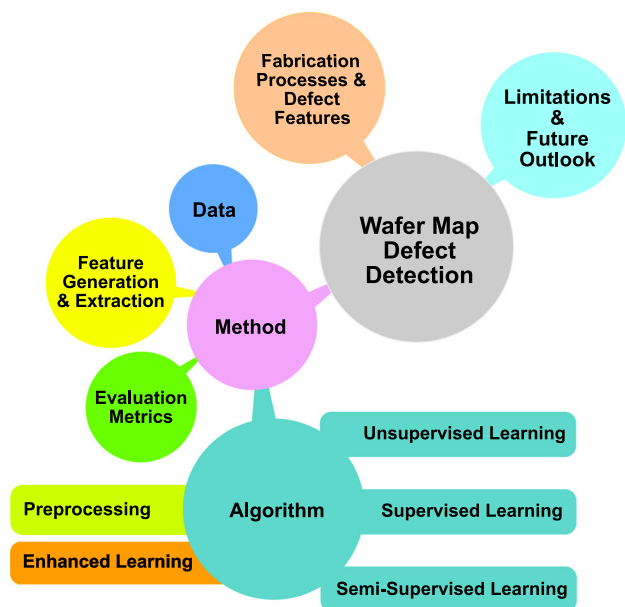 Fabrication
Processes &
Defect
Features
Limitations
&
Future
Outlook
Wafer Map
Defect
Detection
Data
Feature
Generation
& Extraction
Method
Evaluation
Metrics
Algorithm
Unsupervised Learning
Supervised Learning
Semi-Supervised Learning
Preprocessing
Enhanced Learning